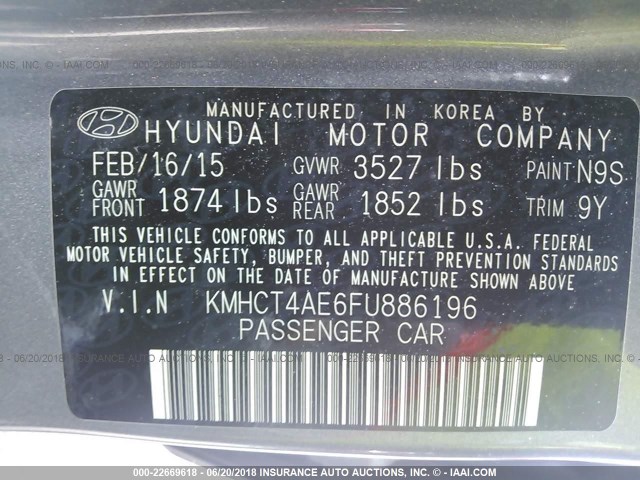 MANUFACTURED IN KOREA BY
HYUNDAI MOTOR COMPANY
FEB/16/15 GVWR 3527 lbs PAINT N9S
GAWR FRONT 1874 lbs GAWR REAR 1852 lbs TRIM 9Y
THIS VEHICLE CONFORMS TO ALL APPLICABLE U.S.A. FEDERAL
MOTOR VEHICLE SAFETY, BUMPER, AND THEFT PREVENTION STANDARDS
IN EFFECT ON THE DATE OF MANUFACTURE SHOWN ABOVE.
V.I.N KMHCT4AE6FU886196
PASSENGER CAR
000-22669618 - 06/20/2018 INSURANCE AUTO AUCTIONS INC. © - IAAI.COM